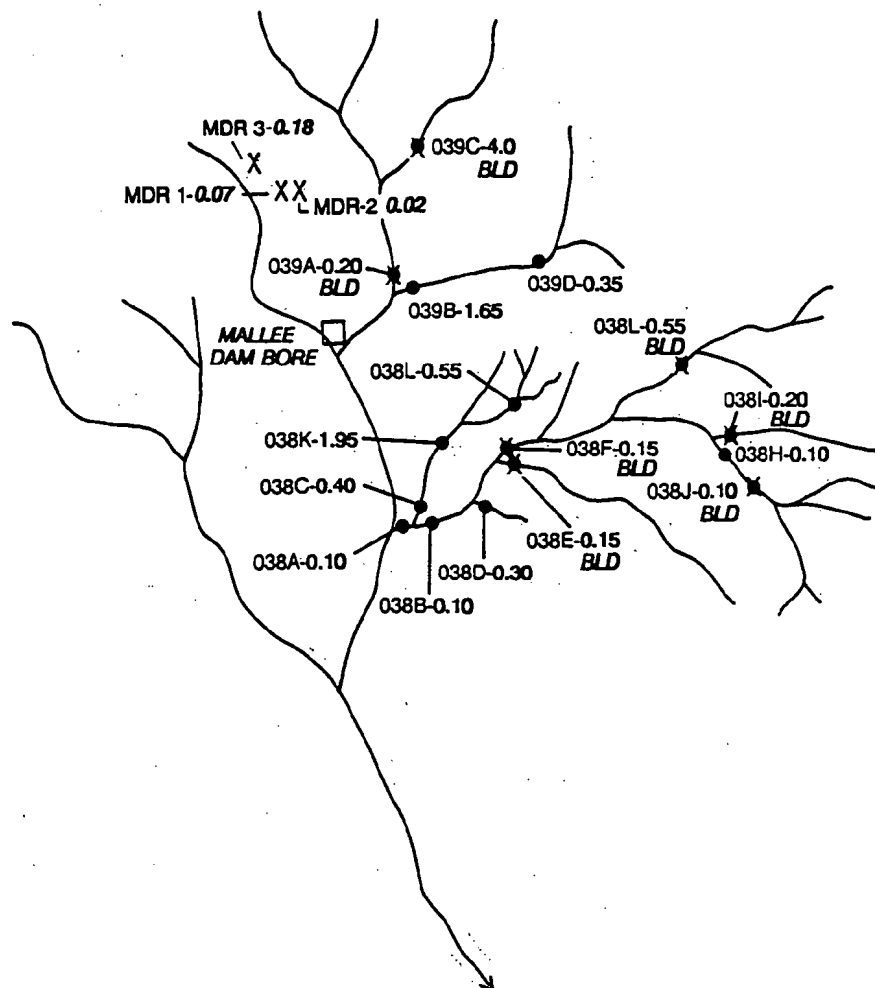 MDR 3-0.18
039C-4.0
BLD
MDR 1-0.07
MDR-2 0.02
039A-0.20
BLD
039D-0.35
039B-1.65
MALLEE
DAM BORE
038L-0.55
BLD
038L-0.55
038I-0.20
BLD
038K-1.95
038F-0.15
BLD
038H-0.10
038J-0.10
BLD
038C-0.40
038E-0.15
BLD
038A-0.10
038D-0.30
038B-0.10